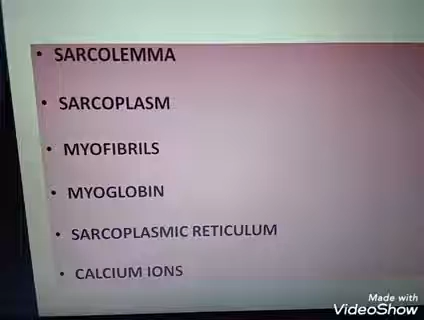 • SARCOLEMMA
• SARCOPLASM
• MYOFIBRILS
• MYOGLOBIN
• SARCOPLASMIC RETICULUM
• CALCIUM IONS
Made with
VideoShow